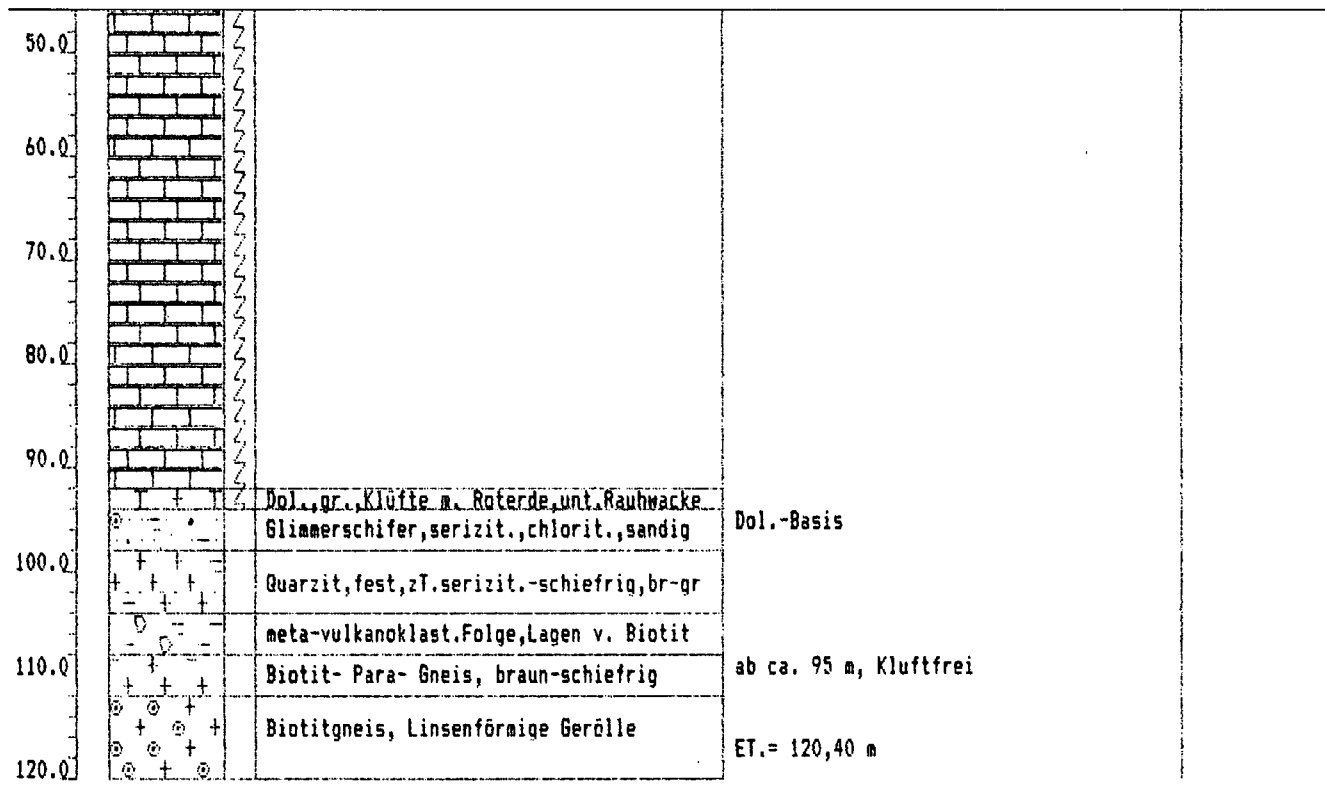 50.0
60.0
70.0
80.0
90.0
Dol.,gr.,Klüfte m. Roterde,unt.Rauhwacke
Glimmerschifer,serizit.,chlorit.,sandig
Dol.-Basis
100.0
Quarzit,fest,zT.serizit.-schiefrig,br-gr
meta-vulkanoklast.Folge,Lagen v. Biotit
110.0
Biotit- Para- Gneis, braun-schiefrig
ab ca. 95 m, Kluftfrei
Biotitgneis, Linsenförmige Gerölle
ET.= 120,40 m
120.0